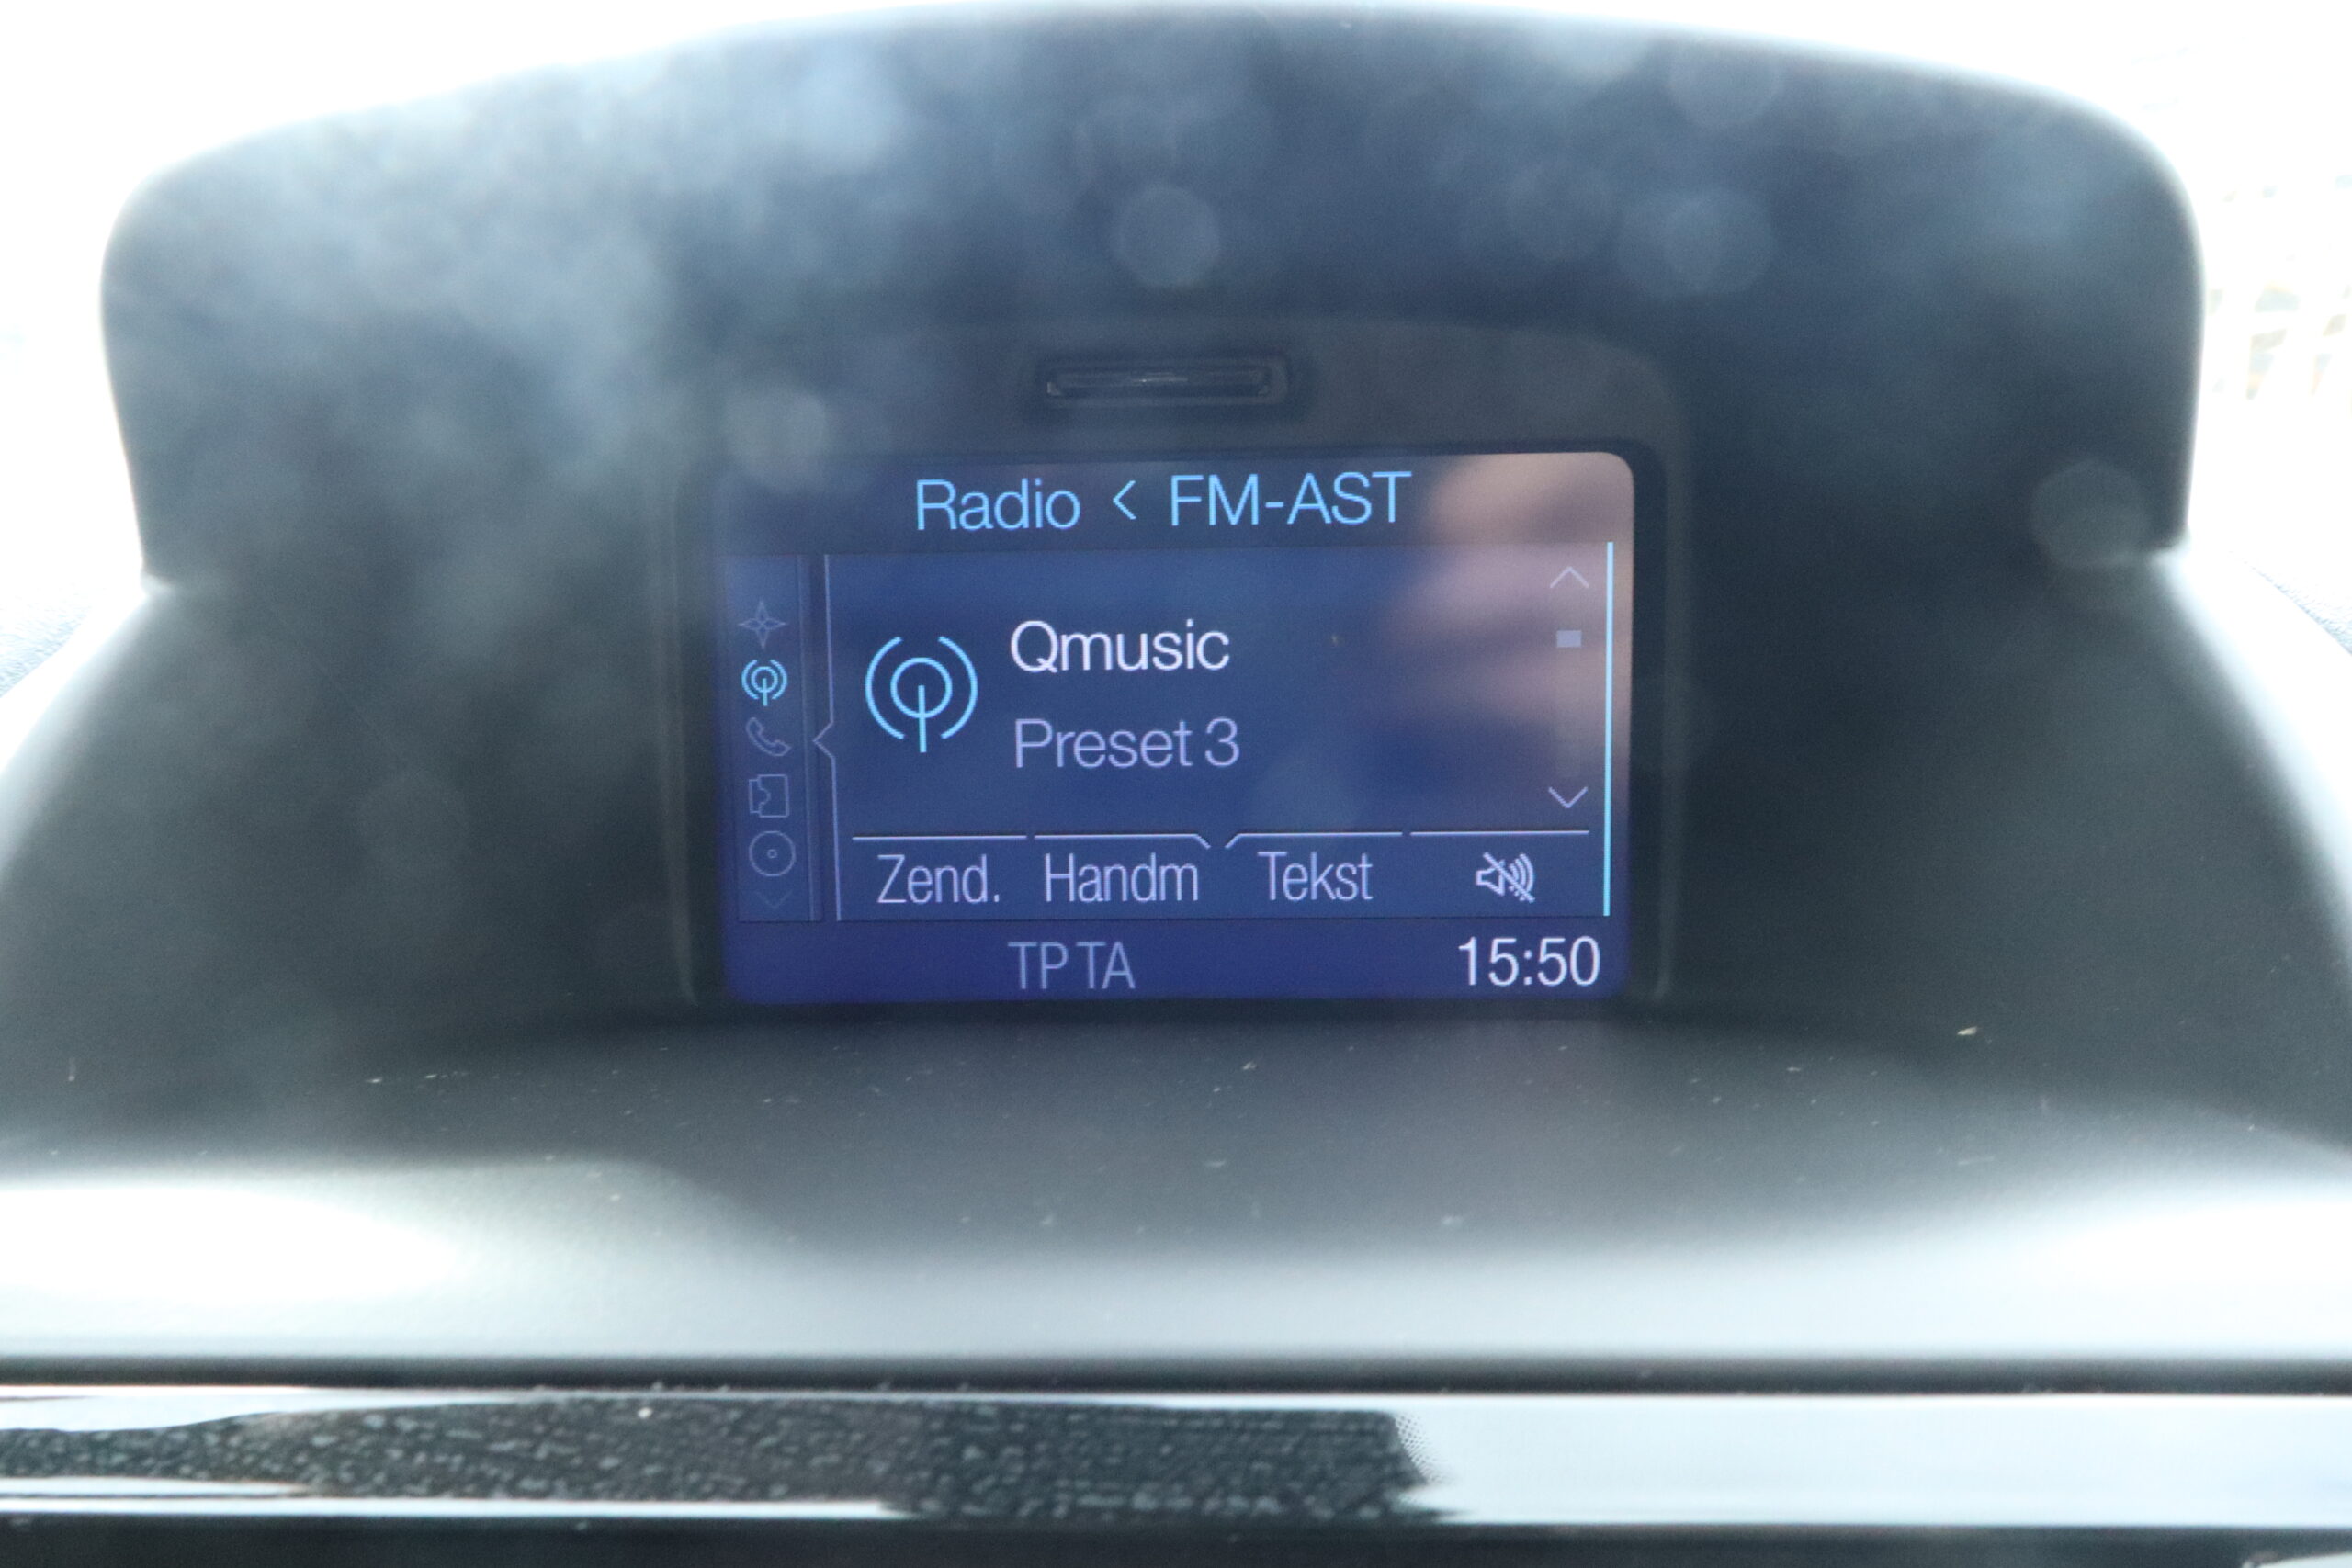 Radio < FM-AST
Qmusic
Preset 3
Zend. Handm Tekst
TP TA 15:50